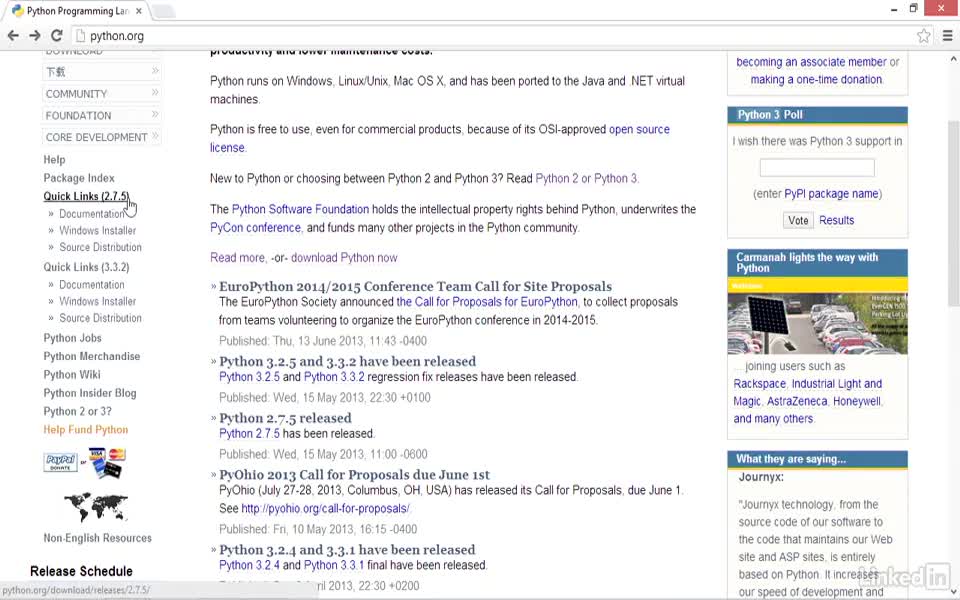 Python Programming Lan
python.org
DOWNLOAD
下載
COMMUNITY
FOUNDATION
CORE DEVELOPMENT
Help
Package Index
Quick Links (2.7.5)
» Documentation
» Windows Installer
» Source Distribution
Quick Links (3.3.2)
» Documentation
» Windows Installer
» Source Distribution
Python Jobs
Python Merchandise
Python Wiki
Python Insider Blog
Python 2 or 3?
Help Fund Python
PayPal
DONATE
or
VISA
Non-English Resources
Release Schedule
python.org/download/releases/2.7.5/
productivity and lower maintenance costs.
Python runs on Windows, Linux/Unix, Mac OS X, and has been ported to the Java and .NET virtual
machines.
Python is free to use, even for commercial products, because of its OSI-approved open source
license.
New to Python or choosing between Python 2 and Python 3? Read Python 2 or Python 3.
The Python Software Foundation holds the intellectual property rights behind Python, underwrites the
PyCon conference, and funds many other projects in the Python community.
Read more, -or- download Python now
» EuroPython 2014/2015 Conference Team Call for Site Proposals
The EuroPython Society announced the Call for Proposals for EuroPython, to collect proposals
from teams volunteering to organize the EuroPython conference in 2014-2015.
Published: Thu, 13 June 2013, 11:43 -0400
» Python 3.2.5 and 3.3.2 have been released
Python 3.2.5 and Python 3.3.2 regression fix releases have been released.
Published: Wed, 15 May 2013, 22:30 +0100
» Python 2.7.5 released
Python 2.7.5 has been released.
Published: Wed, 15 May 2013, 11:00 -0600
» PyOhio 2013 Call for Proposals due June 1st
PyOhio (July 27-28, 2013, Columbus, OH, USA) has released its Call for Proposals, due June 1.
See http://pyohio.org/call-for-proposals/.
Published: Fri, 10 May 2013, 16:15 -0400
» Python 3.2.4 and 3.3.1 have been released
Python 3.2.4 and Python 3.3.1 final have been released.
April 2013, 22:30 +0200
becoming an associate member or
making a one-time donation.
Python 3 Poll
I wish there was Python 3 support in
(enter PyPI package name)
Vote Results
Carmanah lights the way with
Python
Introducing
EverGEN 1500
Parking Lot
... joining users such as
Rackspace, Industrial Light and
Magic, AstraZeneca, Honeywell,
and many others.
What they are saying...
Journyx:
"Journyx technology, from the
source code of our software to
the code that maintains our Web
site and ASP sites, is entirely
based on Python. It increases
our speed of development and
Linked in